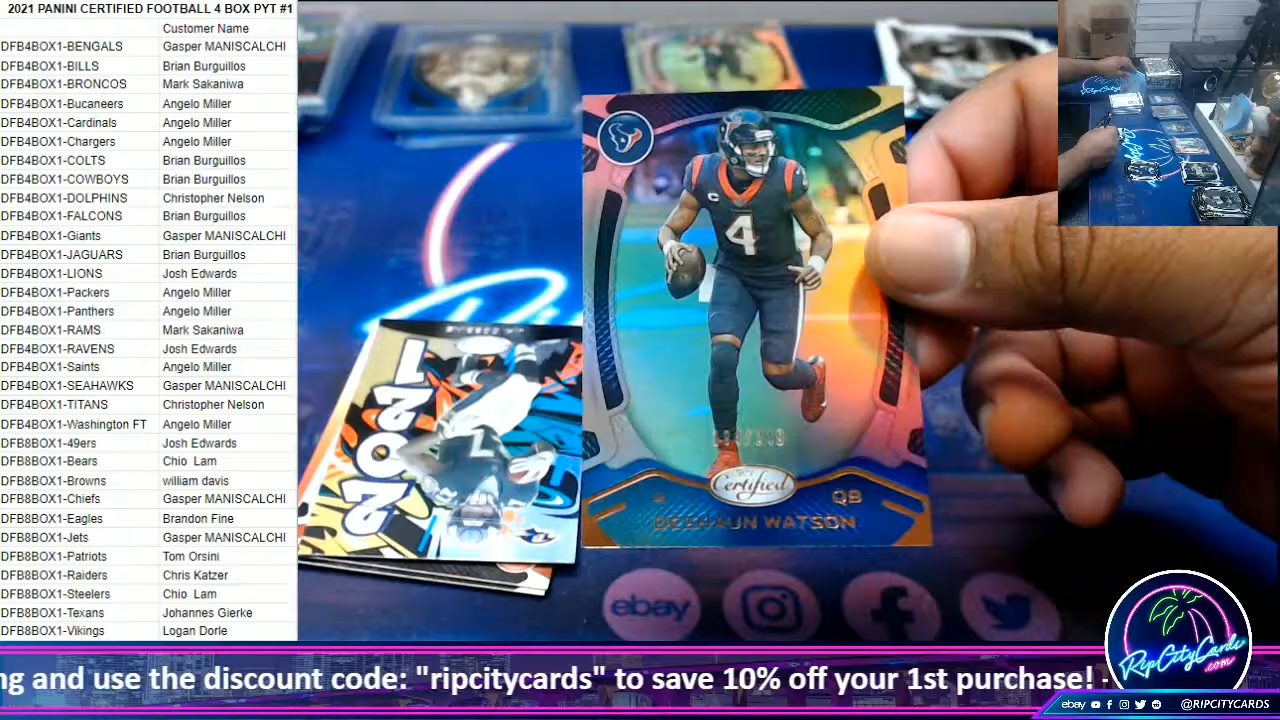 2021 PANINI CERTIFIED FOOTBALL 4 BOX PYT #1
Customer Name
DFB4BOX1-BENGALS Gasper MANISCALCHI
DFB4BOX1-BILLS Brian Burguillos
DFB4BOX1-BRONCOS Mark Sakaniwa
DFB4BOX1-Bucaneers Angelo Miller
DFB4BOX1-Cardinals Angelo Miller
DFB4BOX1-Chargers Angelo Miller
DFB4BOX1-COLTS Brian Burguillos
DFB4BOX1-COWBOYS Brian Burguillos
DFB4BOX1-DOLPHINS Christopher Nelson
DFB4BOX1-FALCONS Brian Burguillos
DFB4BOX1-Giants Gasper MANISCALCHI
DFB4BOX1-JAGUARS Brian Burguillos
DFB4BOX1-LIONS Josh Edwards
DFB4BOX1-Packers Angelo Miller
DFB4BOX1-Panthers Angelo Miller
DFB4BOX1-RAMS Mark Sakaniwa
DFB4BOX1-RAVENS Josh Edwards
DFB4BOX1-Saints Angelo Miller
DFB4BOX1-SEAHAWKS Gasper MANISCALCHI
DFB4BOX1-TITANS Christopher Nelson
DFB4BOX1-Washington FT Angelo Miller
DFB8BOX1-49ers Josh Edwards
DFB8BOX1-Bears Chio Lam
DFB8BOX1-Browns william davis
DFB8BOX1-Chiefs Gasper MANISCALCHI
DFB8BOX1-Eagles Brandon Fine
DFB8BOX1-Jets Gasper MANISCALCHI
DFB8BOX1-Patriots Tom Orsini
DFB8BOX1-Raiders Chris Katzer
DFB8BOX1-Steelers Chio Lam
DFB8BOX1-Texans Johannes Gierke
DFB8BOX1-Vikings Logan Dorle
4
Certified
QB
DESHAUN WATSON
2021
ebay
ng and use the discount code: "ripcitycards" to save 10% off your 1st purchase! -
RipCityCards
.com
ebay @RIPCITYCARDS